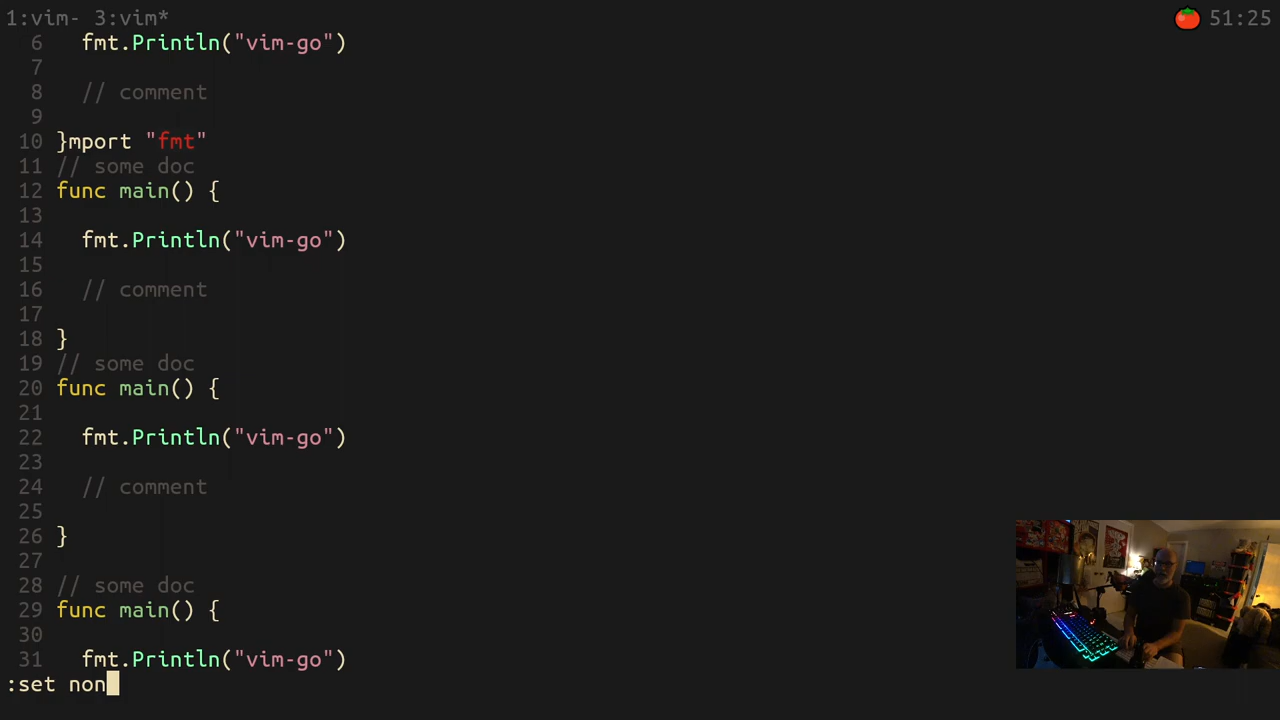 1:vim- 3:vim* 51:25
6 fmt.Println("vim-go")
7
8 // comment
9
10 }mport "fmt"
11 // some doc
12 func main() {
13
14 fmt.Println("vim-go")
15
16 // comment
17
18 }
19 // some doc
20 func main() {
21
22 fmt.Println("vim-go")
23
24 // comment
25
26 }
27
28 // some doc
29 func main() {
30
31 fmt.Println("vim-go")
:set non